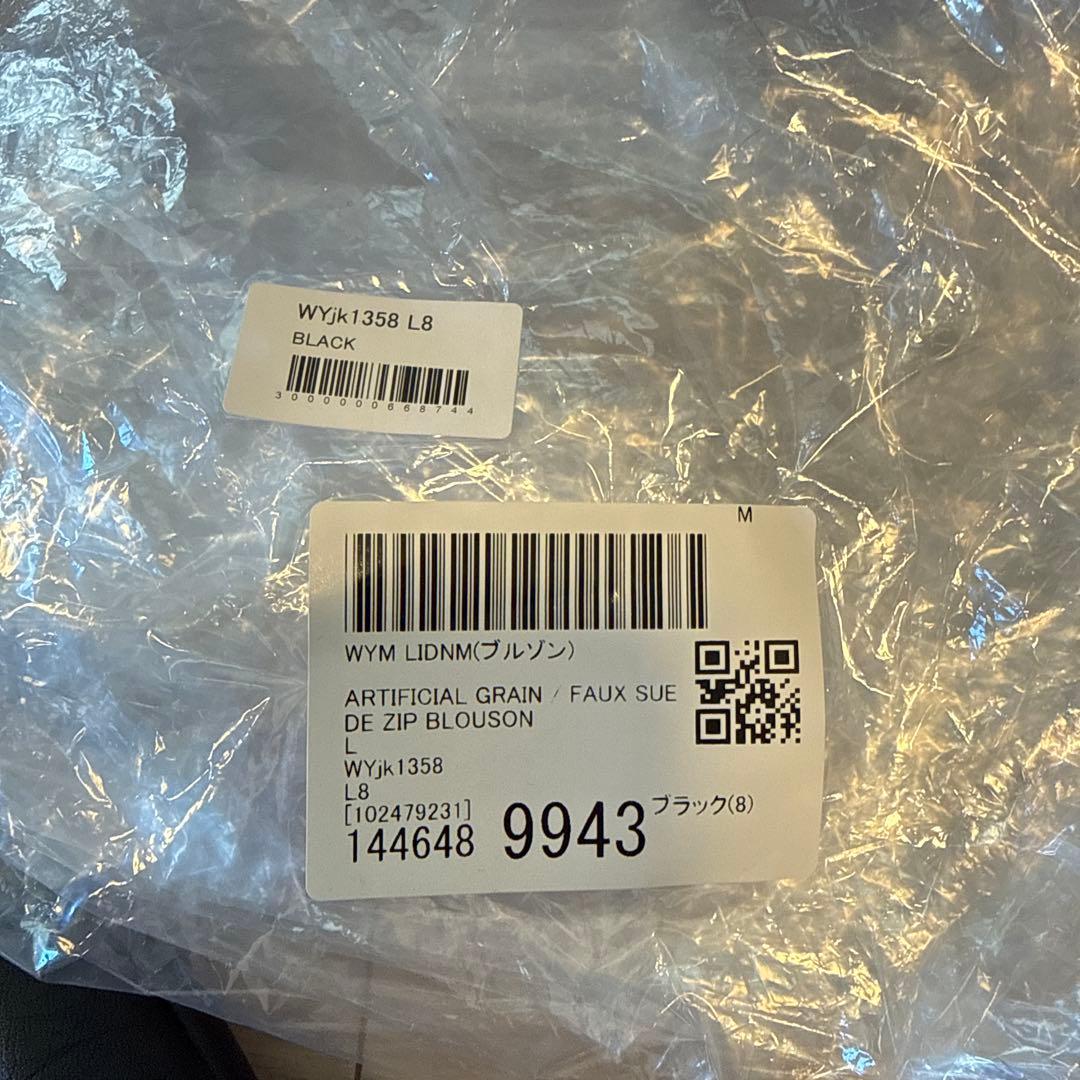 WYjk1358 L8
BLACK
3000000668744
M
WYM LIDNM(ブルゾン)
ARTIFICIAL GRAIN / FAUX SUE
DE ZIP BLOUSON
L
WYjk1358
L8
[102479231]
144648 9943 ブラック(8)